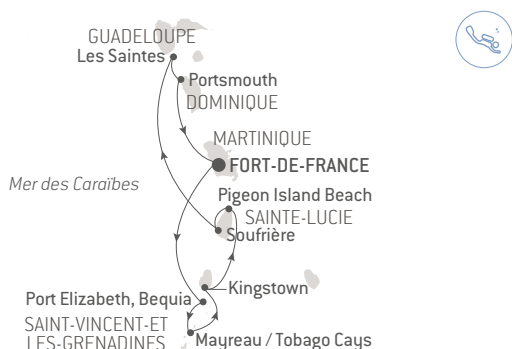 GUADELOUPE
Les Saintes
Portsmouth
DOMINIQUE
MARTINIQUE
FORT-DE-FRANCE
Mer des Caraïbes
Pigeon Island Beach
SAINTE-LUCIE
Soufrière
Kingstown
Port Elizabeth, Bequia
SAINT-VINCENT-ET
LES-GRENADINES
Mayreau / Tobago Cays